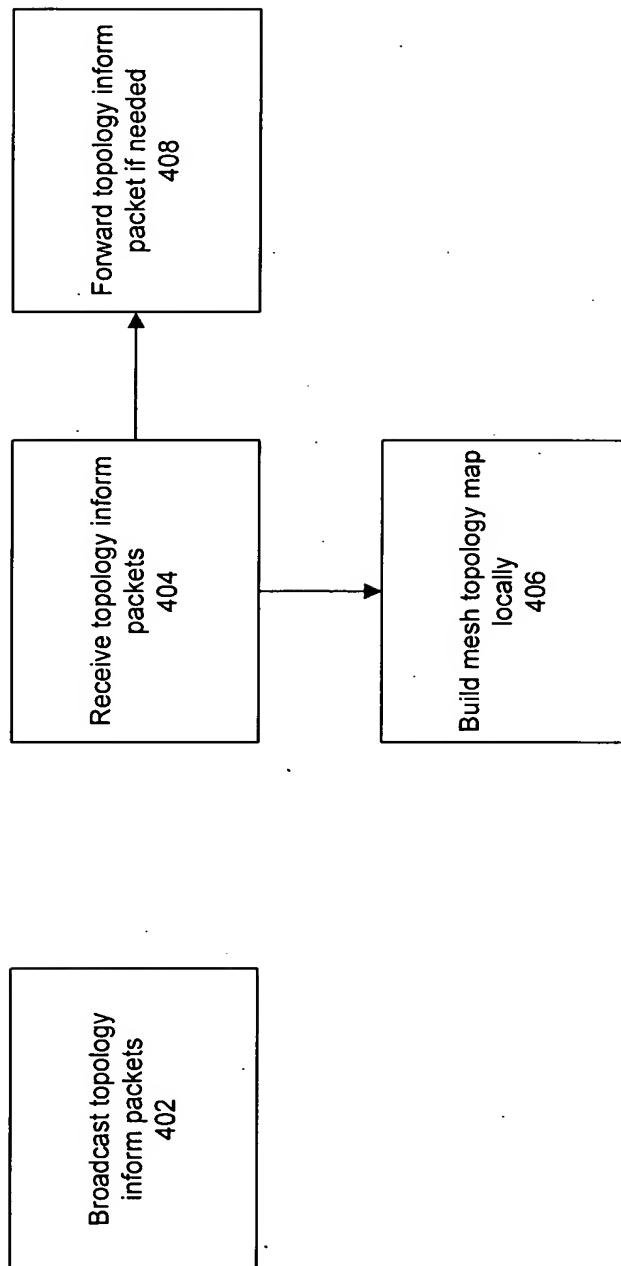 Broadcast topology
inform packets
402
Receive topology inform
packets
404
Build mesh topology map
locally
406
Forward topology inform
packet if needed
408